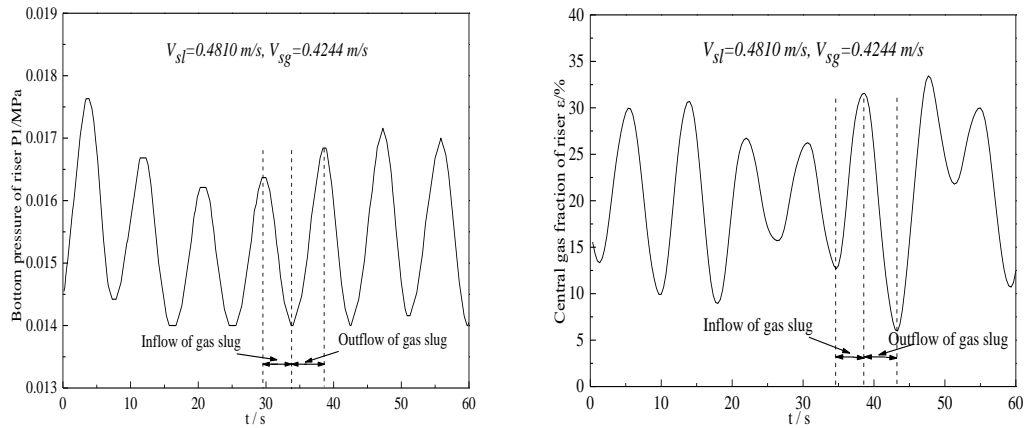 0.019
0.018
0.017
0.016
0.015
0.014
0.013
Bottom pressure of riser P1/MPa
V_sl=0.4810 m/s, V_sg=0.4244 m/s
Inflow of gas slug
Outflow of gas slug
0 10 20 30 40 50 60
t / s
40
35
30
25
20
15
10
5
0
Central gas fraction of riser ε/%
V_sl=0.4810 m/s, V_sg=0.4244 m/s
Inflow of gas slug
Outflow of gas slug
0 10 20 30 40 50 60
t / s